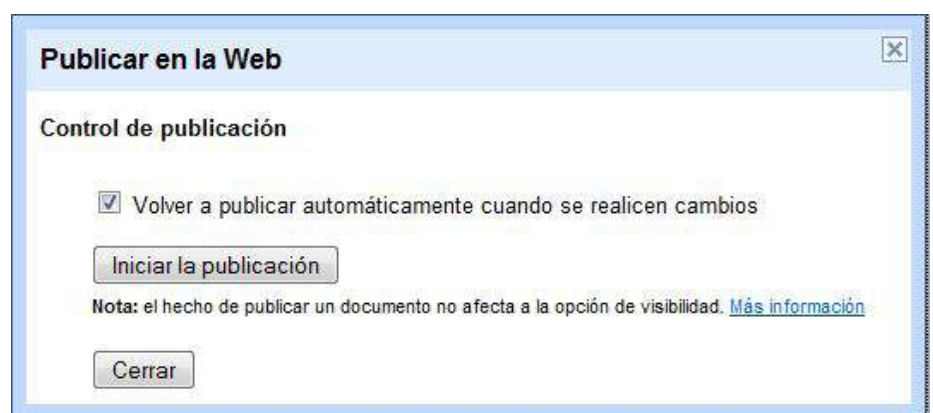 Publicar en la Web
Control de publicación
Volver a publicar automáticamente cuando se realicen cambios
Iniciar la publicación
Nota: el hecho de publicar un documento no afecta a la opción de visibilidad. Más información
Cerrar